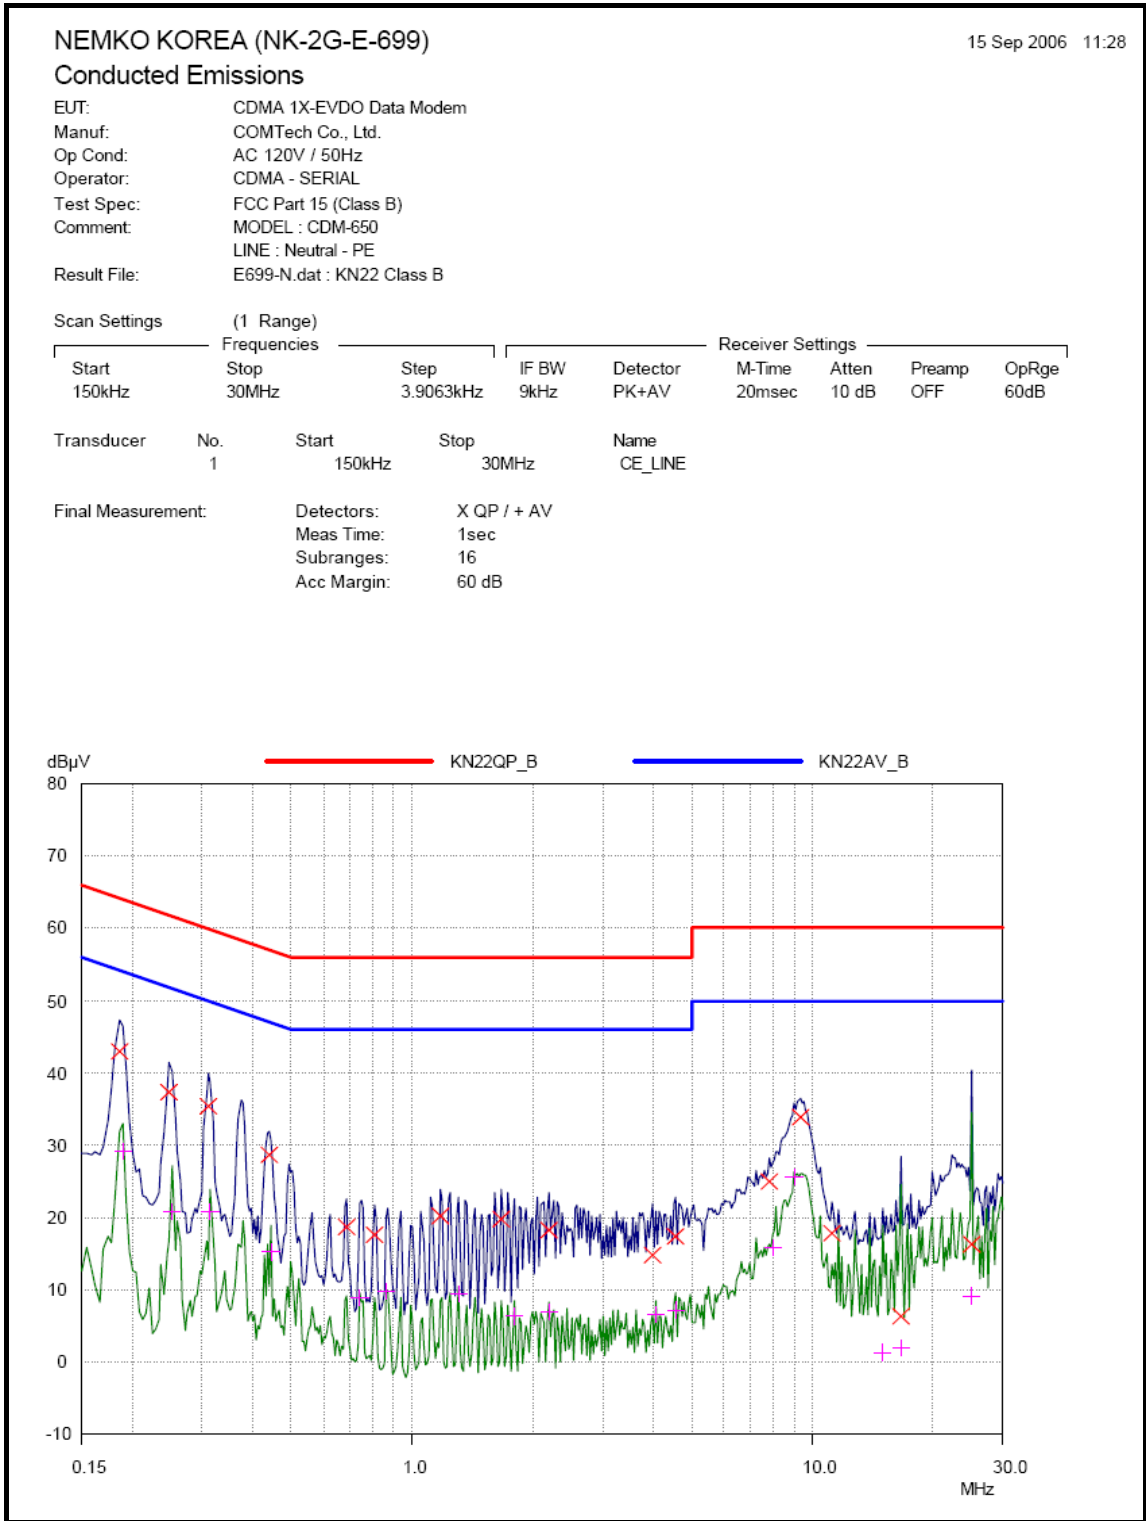 NEMKO KOREA (NK-2G-E-699) 15 Sep 2006 11:28
Conducted Emissions
EUT: CDMA 1X-EVDO Data Modem
Manuf: COMTech Co., Ltd.
Op Cond: AC 120V / 50Hz
Operator: CDMA - SERIAL
Test Spec: FCC Part 15 (Class B)
Comment: MODEL : CDM-650
LINE : Neutral - PE
Result File: E699-N.dat : KN22 Class B
Scan Settings (1 Range)
Frequencies Receiver Settings
Start Stop Step IF BW Detector M-Time Atten Preamp OpRge
150kHz 30MHz 3.9063kHz 9kHz PK+AV 20msec 10 dB OFF 60dB
Transducer No. Start Stop Name
1 150kHz 30MHz CE_LINE
Final Measurement: Detectors: X QP / + AV
Meas Time: 1sec
Subranges: 16
Acc Margin: 60 dB
dBµV KN22QP_B KN22AV_B
80
70
60
50
40
30
20
10
0
-10
0.15 1.0 10.0 30.0
MHz